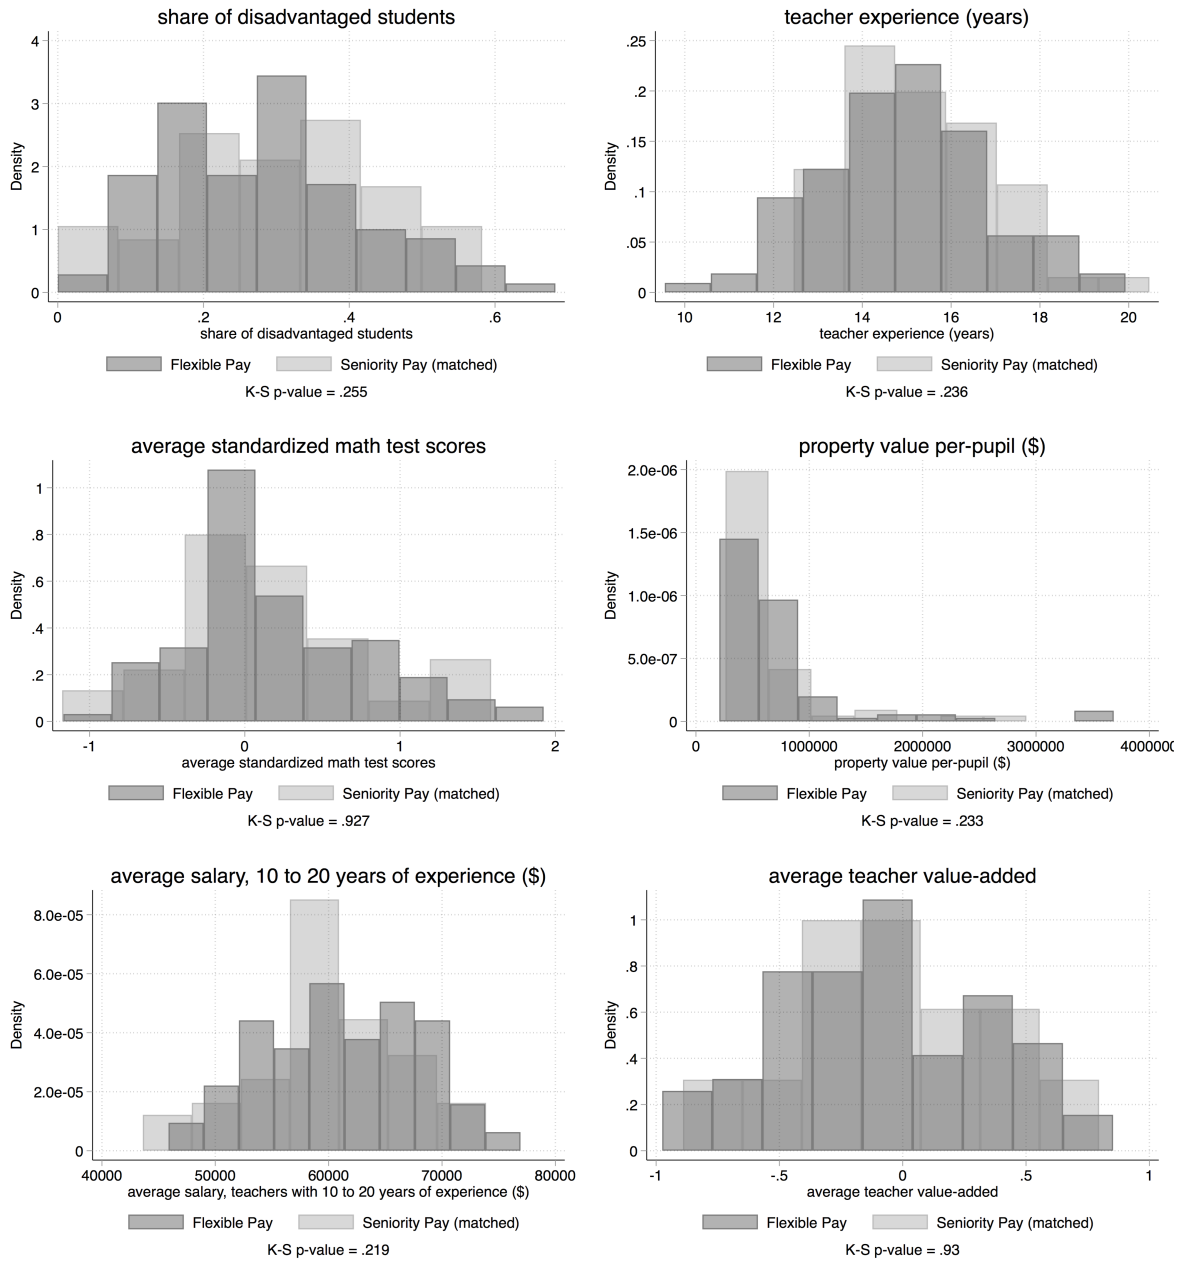 share of disadvantaged students
4
3
2
1
0
Density
0 .2 .4 .6
share of disadvantaged students
Flexible Pay Seniority Pay (matched)
K-S p-value = .255
teacher experience (years)
.25
.2
.15
.1
.05
0
Density
10 12 14 16 18 20
teacher experience (years)
Flexible Pay Seniority Pay (matched)
K-S p-value = .236
average standardized math test scores
1
.8
.6
.4
.2
0
Density
-1 0 1 2
average standardized math test scores
Flexible Pay Seniority Pay (matched)
K-S p-value = .927
property value per-pupil ($)
2.0e-06
1.5e-06
1.0e-06
5.0e-07
0
Density
0 1000000 2000000 3000000 4000000
property value per-pupil ($)
Flexible Pay Seniority Pay (matched)
K-S p-value = .233
average salary, 10 to 20 years of experience ($)
8.0e-05
6.0e-05
4.0e-05
2.0e-05
0
Density
40000 50000 60000 70000 80000
average salary, teachers with 10 to 20 years of experience ($)
Flexible Pay Seniority Pay (matched)
K-S p-value = .219
average teacher value-added
1
.8
.6
.4
.2
0
Density
-1 -.5 0 .5 1
average teacher value-added
Flexible Pay Seniority Pay (matched)
K-S p-value = .93